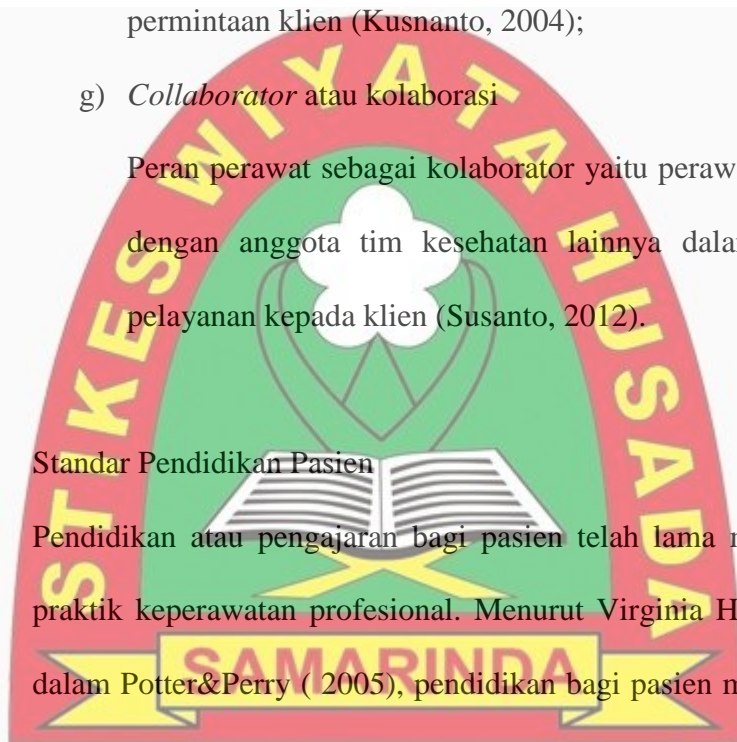 permintaan klien (Kusnanto, 2004);
g) Collaborator atau kolaborasi
Peran perawat sebagai kolaborator yaitu peraw
dengan anggota tim kesehatan lainnya dala
pelayanan kepada klien (Susanto, 2012).
Standar Pendidikan Pasien
Pendidikan atau pengajaran bagi pasien telah lama
praktik keperawatan profesional. Menurut Virginia H
dalam Potter&Perry ( 2005), pendidikan bagi pasien m
STIKES WIYATA HUSADA
SAMARINDA